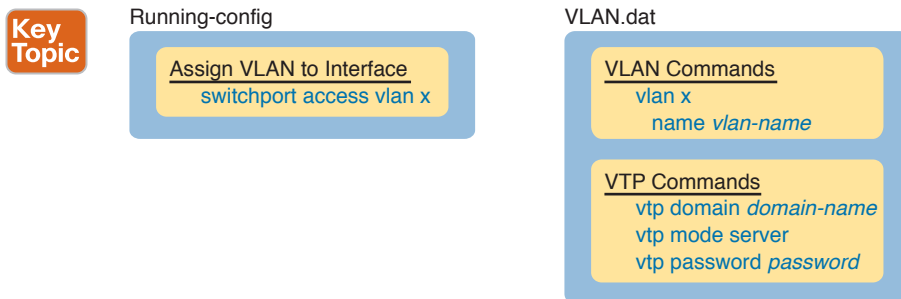 Key
Topic
Running-config
Assign VLAN to Interface
switchport access vlan x
VLAN.dat
VLAN Commands
vlan x
name vlan-name
VTP Commands
vtp domain domain-name
vtp mode server
vtp password password